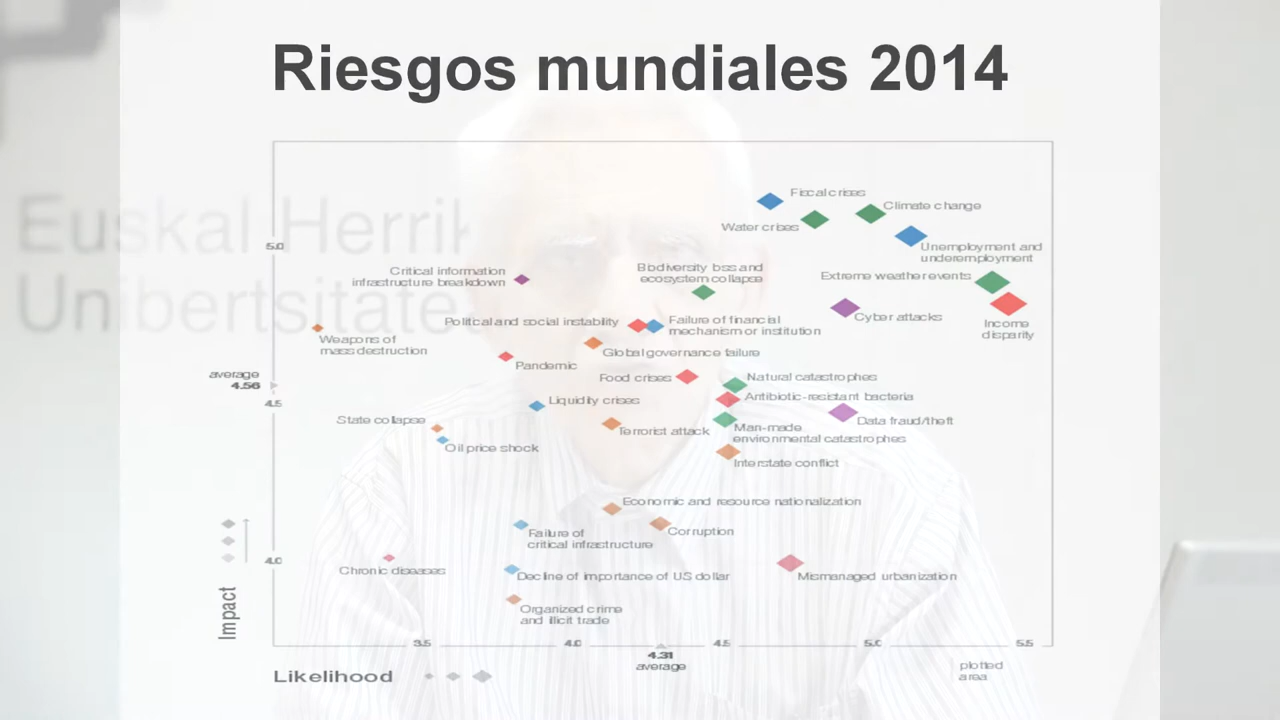 Riesgos mundiales 2014
Euskal Herrik
Unibertsitate
Fiscal crises
Climate change
Water crises
5.0
Unemployment and
underemployment
Critical information
infrastructure breakdown
Biodiversity loss and
ecosystem collapse
Extreme weather events
Political and social instability
Failure of financial
mechanism or institution
Cyber attacks
Income
disparity
Weapons of
mass destruction
Global governance failure
Pandemic
average
4.56
Food crises
Natural catastrophes
4.5
Liquidity crises
Antibiotic-resistant bacteria
State collapse
Terrorist attack
Man-made
environmental catastrophes
Data fraud/theft
Oil price shock
Interstate conflict
Economic and resource nationalization
Failure of
critical infrastructure
Corruption
4.0
Chronic diseases
Decline of importance of US dollar
Mismanaged urbanization
Impact
Organized crime
and illicit trade
3.5
4.0
4.5
5.0
5.5
4.31
average
plotted
area
Likelihood